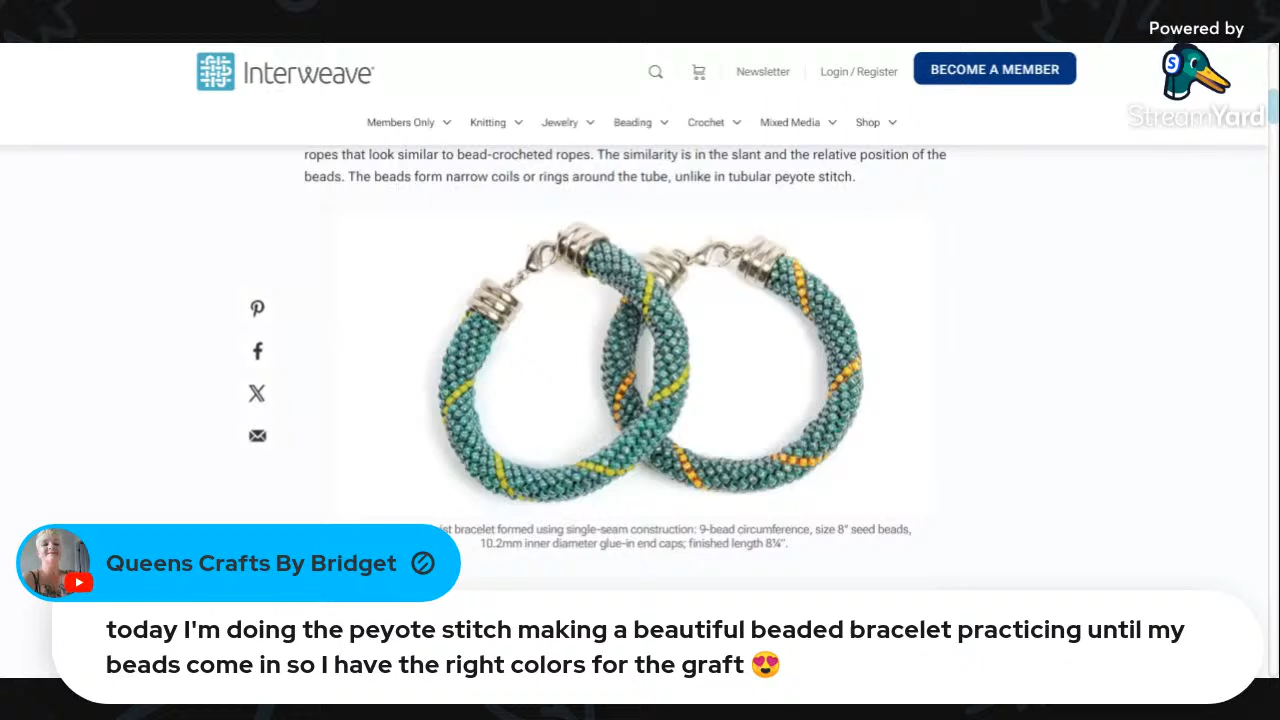 Powered by
StreamYard
Interweave
Newsletter
Login / Register
BECOME A MEMBER
Members Only
Knitting
Jewelry
Beading
Crochet
Mixed Media
Shop
ropes that look similar to bead-crocheted ropes. The similarity is in the slant and the relative position of the
beads. The beads form narrow coils or rings around the tube, unlike in tubular peyote stitch.
bracelet formed using single-seam construction: 9-bead circumference, size 8° seed beads,
10.2mm inner diameter glue-in end caps; finished length 8¼".
Queens Crafts By Bridget
today I'm doing the peyote stitch making a beautiful beaded bracelet practicing until my
beads come in so I have the right colors for the graft 😍